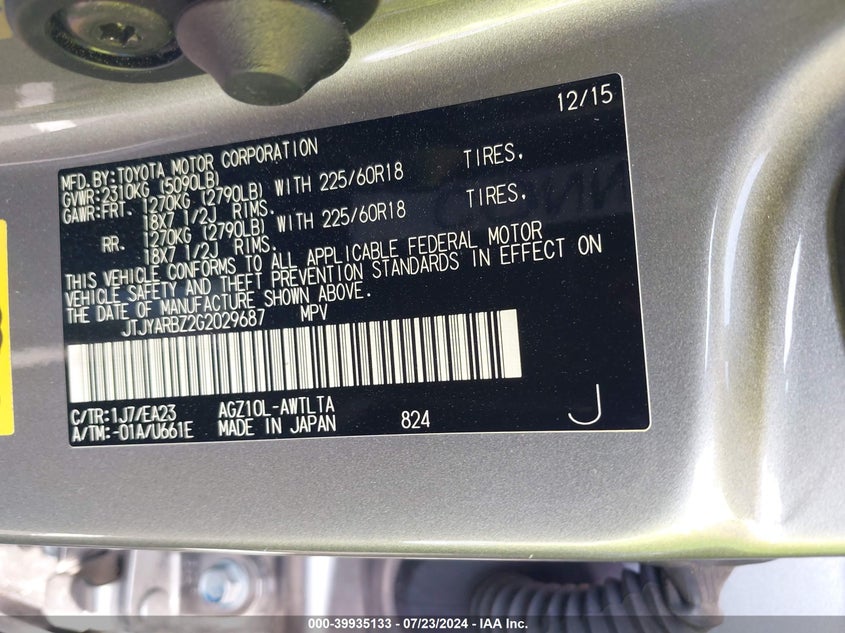 12/15
MFD.BY:TOYOTA MOTOR CORPORATION
GVWR:2310KG (5090LB)
GAWR:FRT. 1270KG (2790LB) WITH 225/60R18 TIRES,
18X7 1/2J RIMS.
RR. 1270KG (2790LB) WITH 225/60R18 TIRES,
18X7 1/2J RIMS.
THIS VEHICLE CONFORMS TO ALL APPLICABLE FEDERAL MOTOR
VEHICLE SAFETY AND THEFT PREVENTION STANDARDS IN EFFECT ON
THE DATE OF MANUFACTURE SHOWN ABOVE.
JTJYARBZ2G2029687 MPV
C/TR:1J7/EA23 AGZ10L-AWTLTA
A/TM:-01A/U661E MADE IN JAPAN 824 J
000-39935133 - 07/23/2024 - IAA Inc.